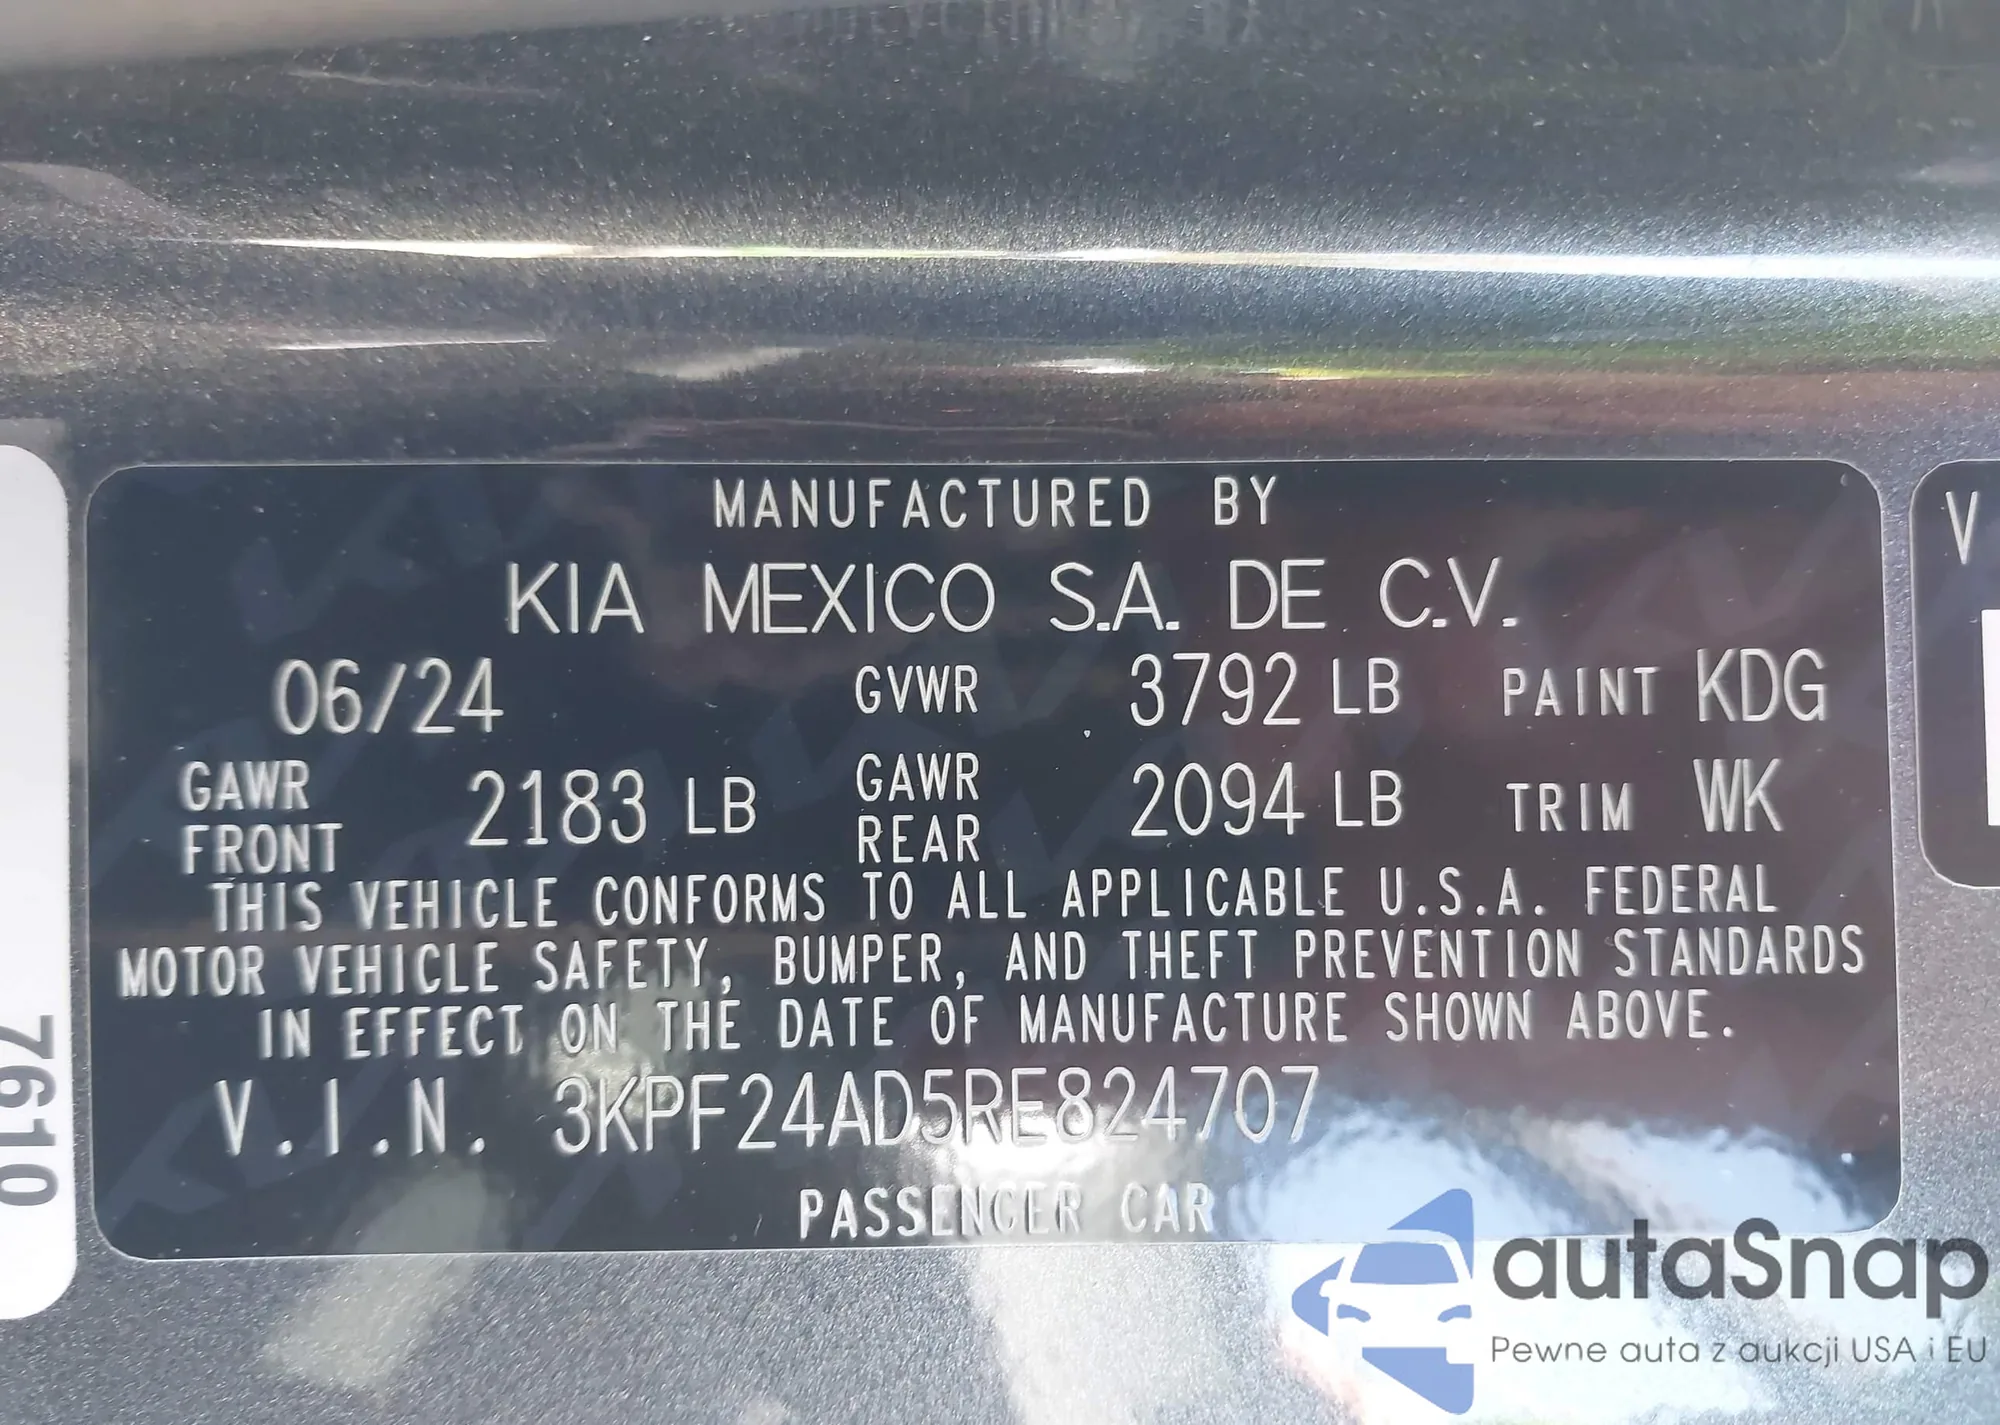 MANUFACTURED BY
KIA MEXICO S.A. DE C.V.
06/24 GVWR 3792 LB PAINT KDG
GAWR FRONT 2183 LB GAWR REAR 2094 LB TRIM WK
THIS VEHICLE CONFORMS TO ALL APPLICABLE U.S.A. FEDERAL
MOTOR VEHICLE SAFETY, BUMPER, AND THEFT PREVENTION STANDARDS
IN EFFECT ON THE DATE OF MANUFACTURE SHOWN ABOVE.
V.I.N. 3KPF24AD5RE824707
PASSENGER CAR
7610
V
autaSnap
Pewne auta z aukcji USA i EU